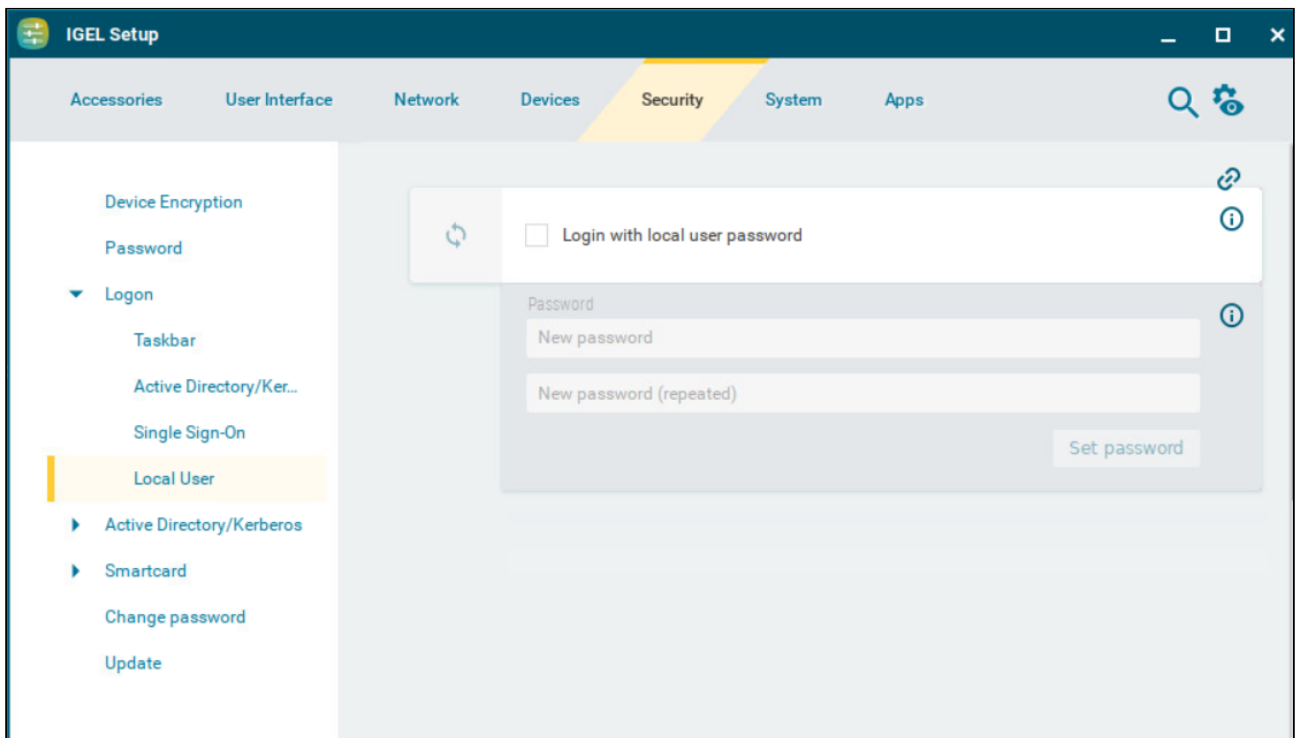 IGEL Setup
Accessories User Interface Network Devices Security System Apps
Device Encryption
Password
Logon
Taskbar
Active Directory/Ker...
Single Sign-On
Local User
Active Directory/Kerberos
Smartcard
Change password
Update
Login with local user password
Password
New password
New password (repeated)
Set password